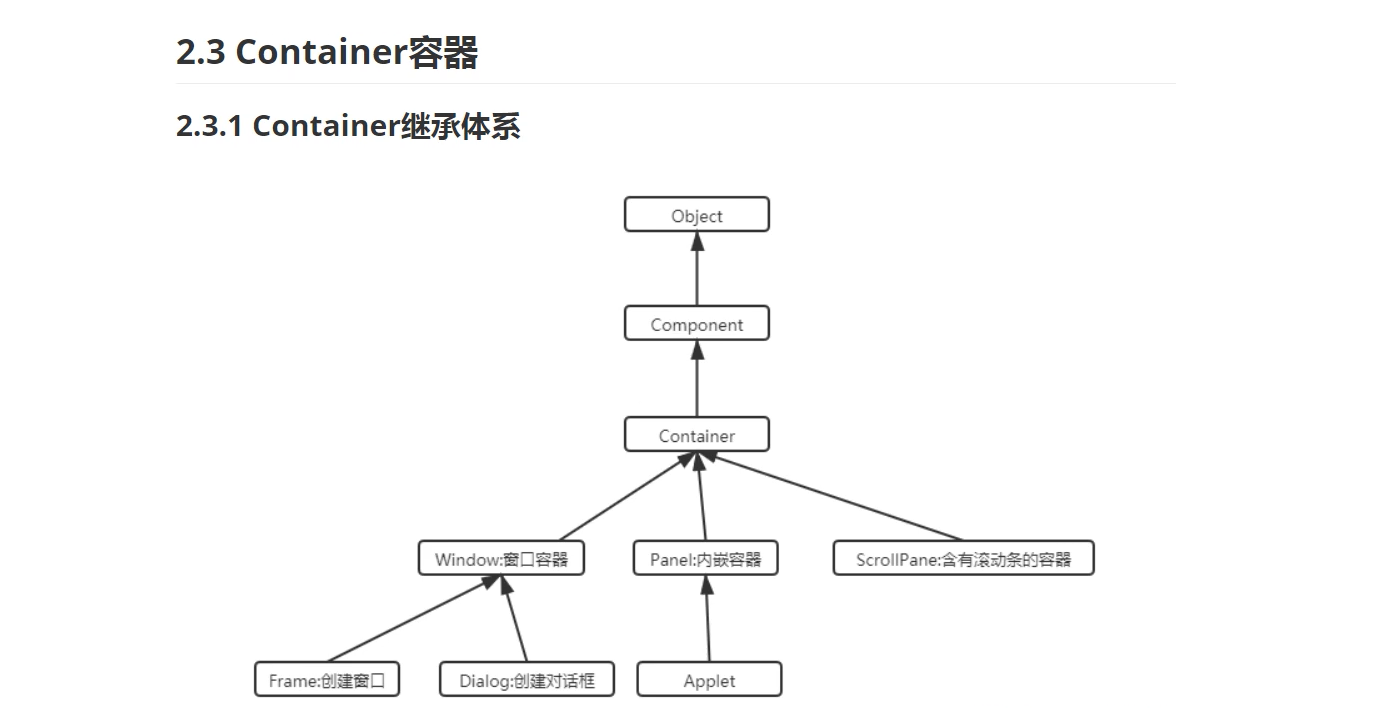 2.3 Container容器
2.3.1 Container继承体系
Object
Component
Container
Window:窗口容器
Panel:内嵌容器
ScrollPane:含有滚动条的容器
Frame:创建窗口
Dialog:创建对话框
Applet